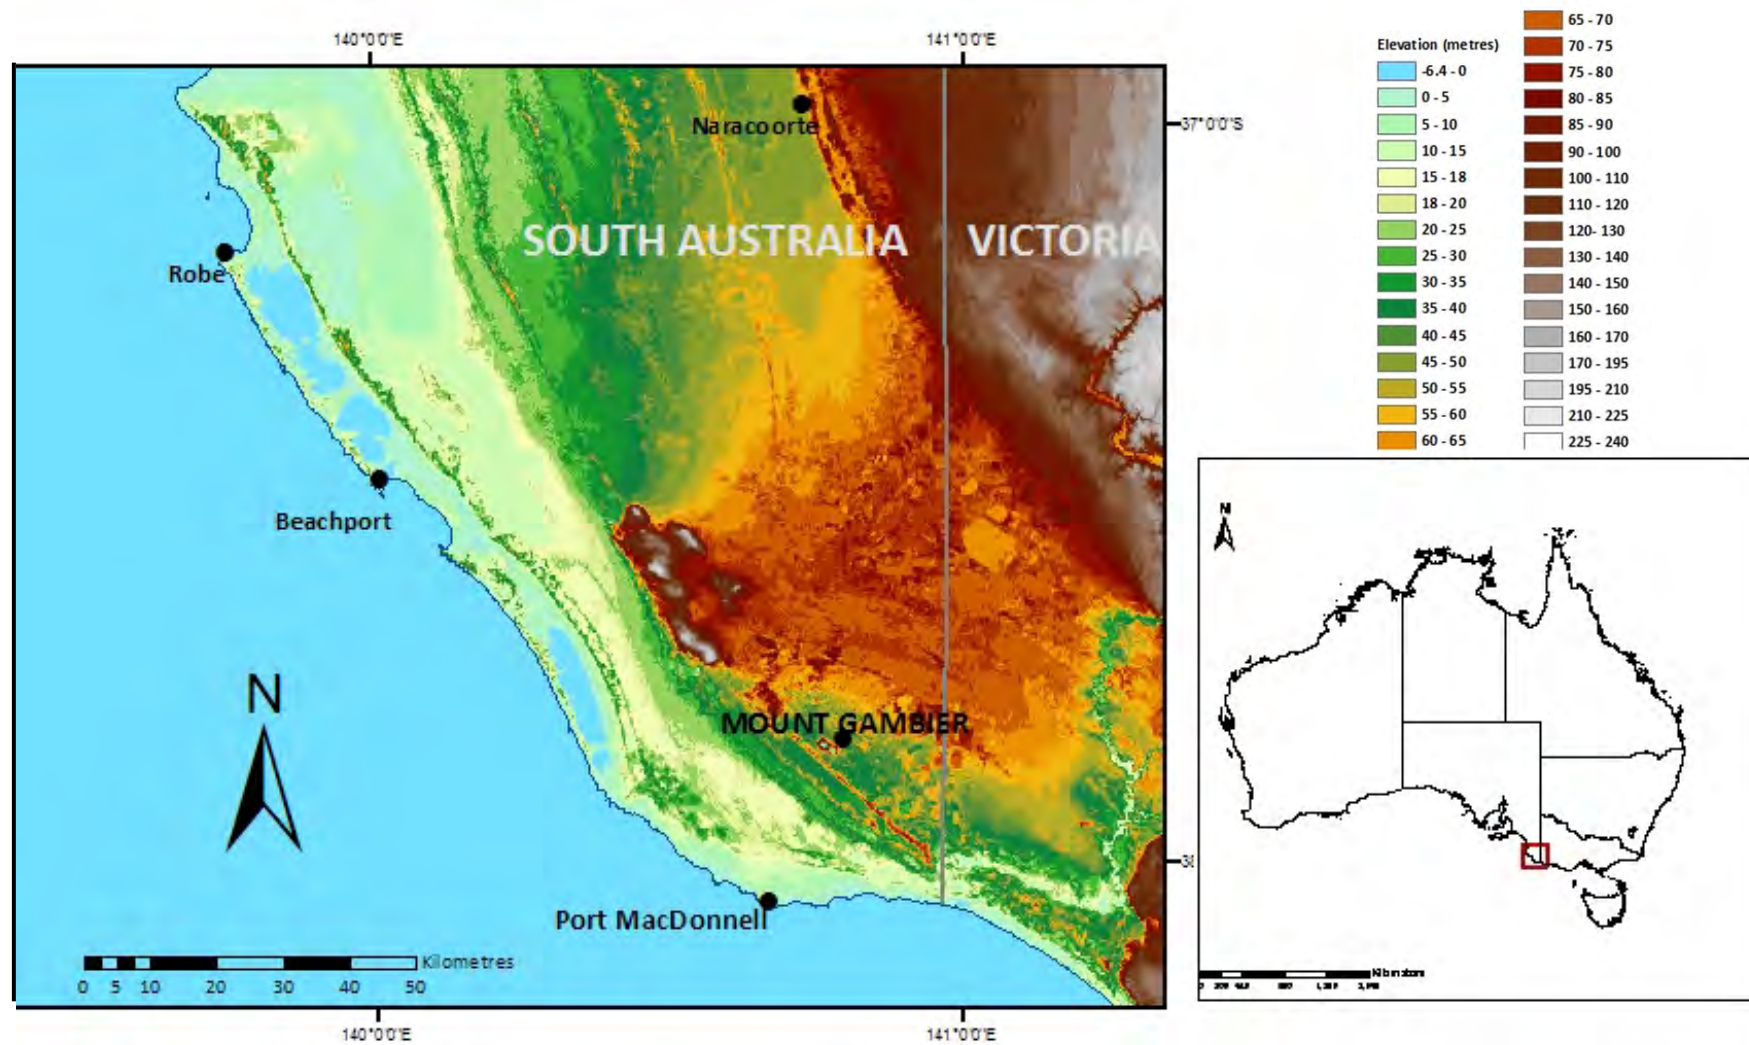 140°0'0"E
141°0'0"E
Naracoorte
37°0'0"S
SOUTH AUSTRALIA
VICTORIA
Robe
Beachport
MOUNT GAMBIER
38
Port MacDonnell
N
Kilometres
0 5 10 20 30 40 50
140°0'0"E
141°0'0"E
Elevation (metres)
-6.4 - 0
0 - 5
5 - 10
10 - 15
15 - 18
18 - 20
20 - 25
25 - 30
30 - 35
35 - 40
40 - 45
45 - 50
50 - 55
55 - 60
60 - 65
65 - 70
70 - 75
75 - 80
80 - 85
85 - 90
90 - 100
100 - 110
110 - 120
120- 130
130 - 140
140 - 150
150 - 160
160 - 170
170 - 195
195 - 210
210 - 225
225 - 240
N
Kilometers